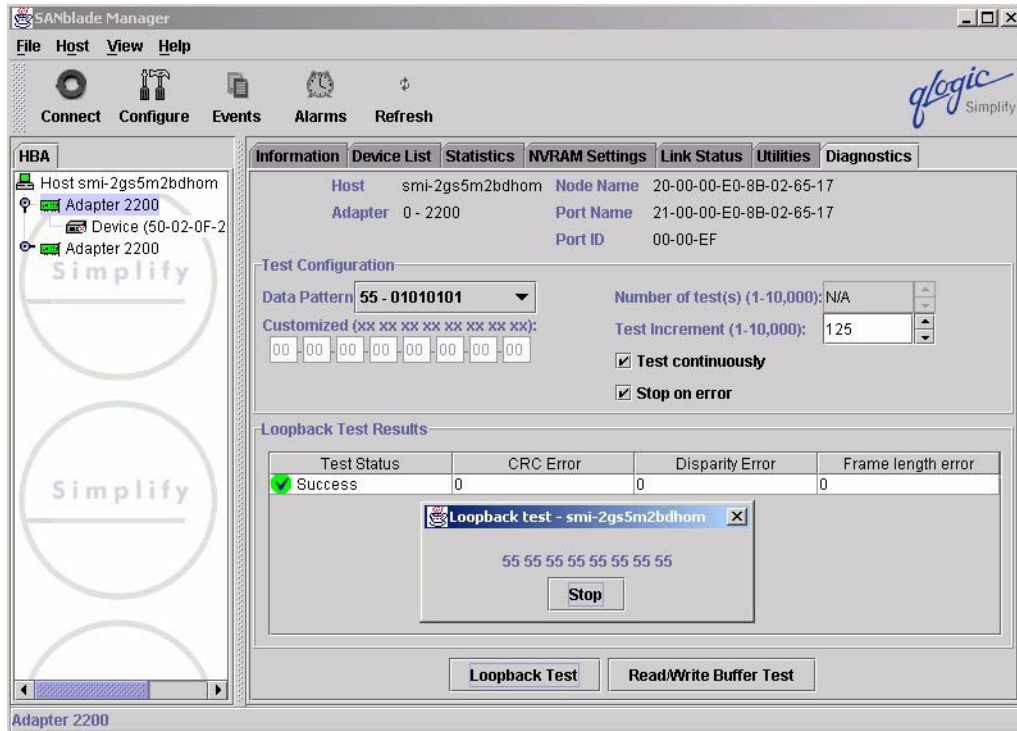 SANblade Manager
File Host View Help
Connect Configure Events Alarms Refresh
qlogic
Simplify
HBA
Host smi-2gs5m2bdhom
Adapter 2200
Device (50-02-0F-2
Adapter 2200
Simplify
Simplify
Information Device List Statistics NVRAM Settings Link Status Utilities Diagnostics
Host smi-2gs5m2bdhom Node Name 20-00-00-E0-8B-02-65-17
Adapter 0 - 2200 Port Name 21-00-00-E0-8B-02-65-17
Port ID 00-00-EF
Test Configuration
Data Pattern 55 - 01010101
Number of test(s) (1-10,000): N/A
Customized (xx xx xx xx xx xx xx xx):
Test Increment (1-10,000): 125
00 - 00 - 00 - 00 - 00 - 00 - 00 - 00
Test continuously
Stop on error
Loopback Test Results
Test Status CRC Error Disparity Error Frame length error
Success 0 0 0
Loopback test - smi-2gs5m2bdhom
55 55 55 55 55 55 55 55
Stop
Loopback Test Read/Write Buffer Test
Adapter 2200